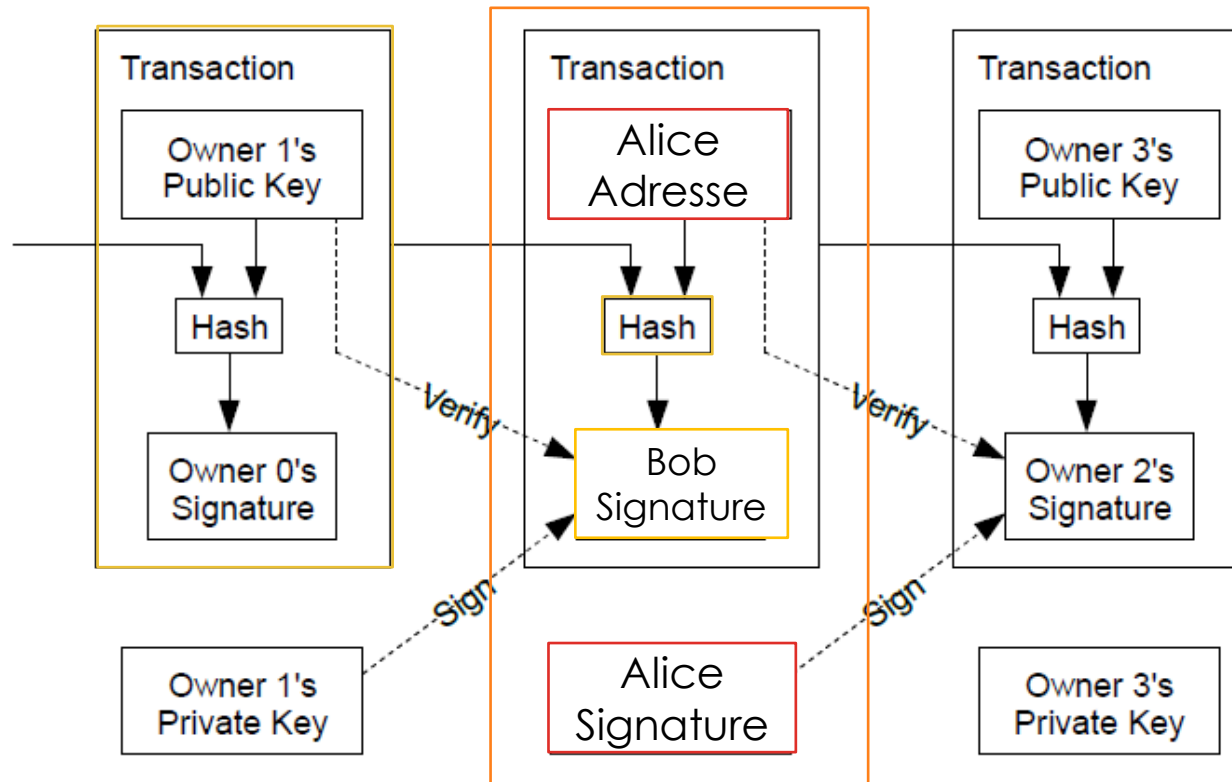 Transaction
Owner 1's
Public Key
Hash
Owner 0's
Signature
Owner 1's
Private Key
Verify
Sign
Transaction
Alice
Adresse
Hash
Bob
Signature
Alice
Signature
Verify
Sign
Transaction
Owner 3's
Public Key
Hash
Owner 2's
Signature
Owner 3's
Private Key